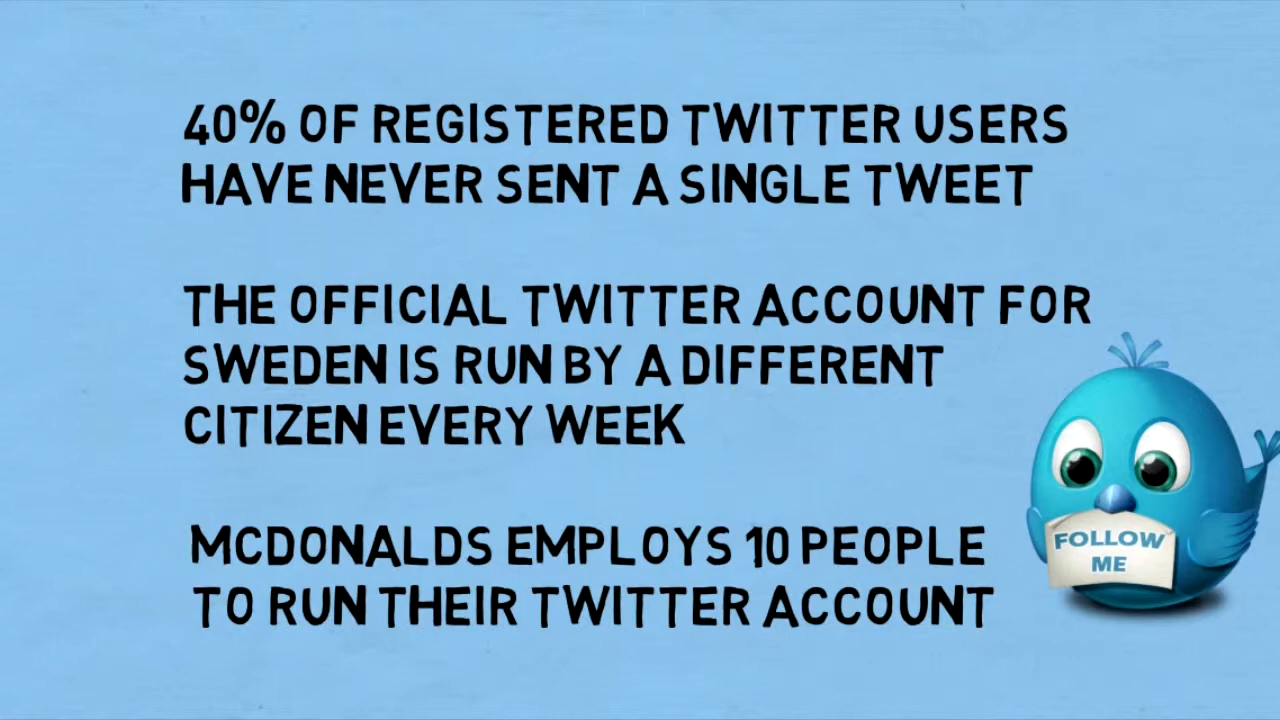 40% OF REGISTERED TWITTER USERS
HAVE NEVER SENT A SINGLE TWEET
THE OFFICIAL TWITTER ACCOUNT FOR
SWEDEN IS RUN BY A DIFFERENT
CITIZEN EVERY WEEK
MCDONALDS EMPLOYS 10 PEOPLE
TO RUN THEIR TWITTER ACCOUNT
FOLLOW
ME